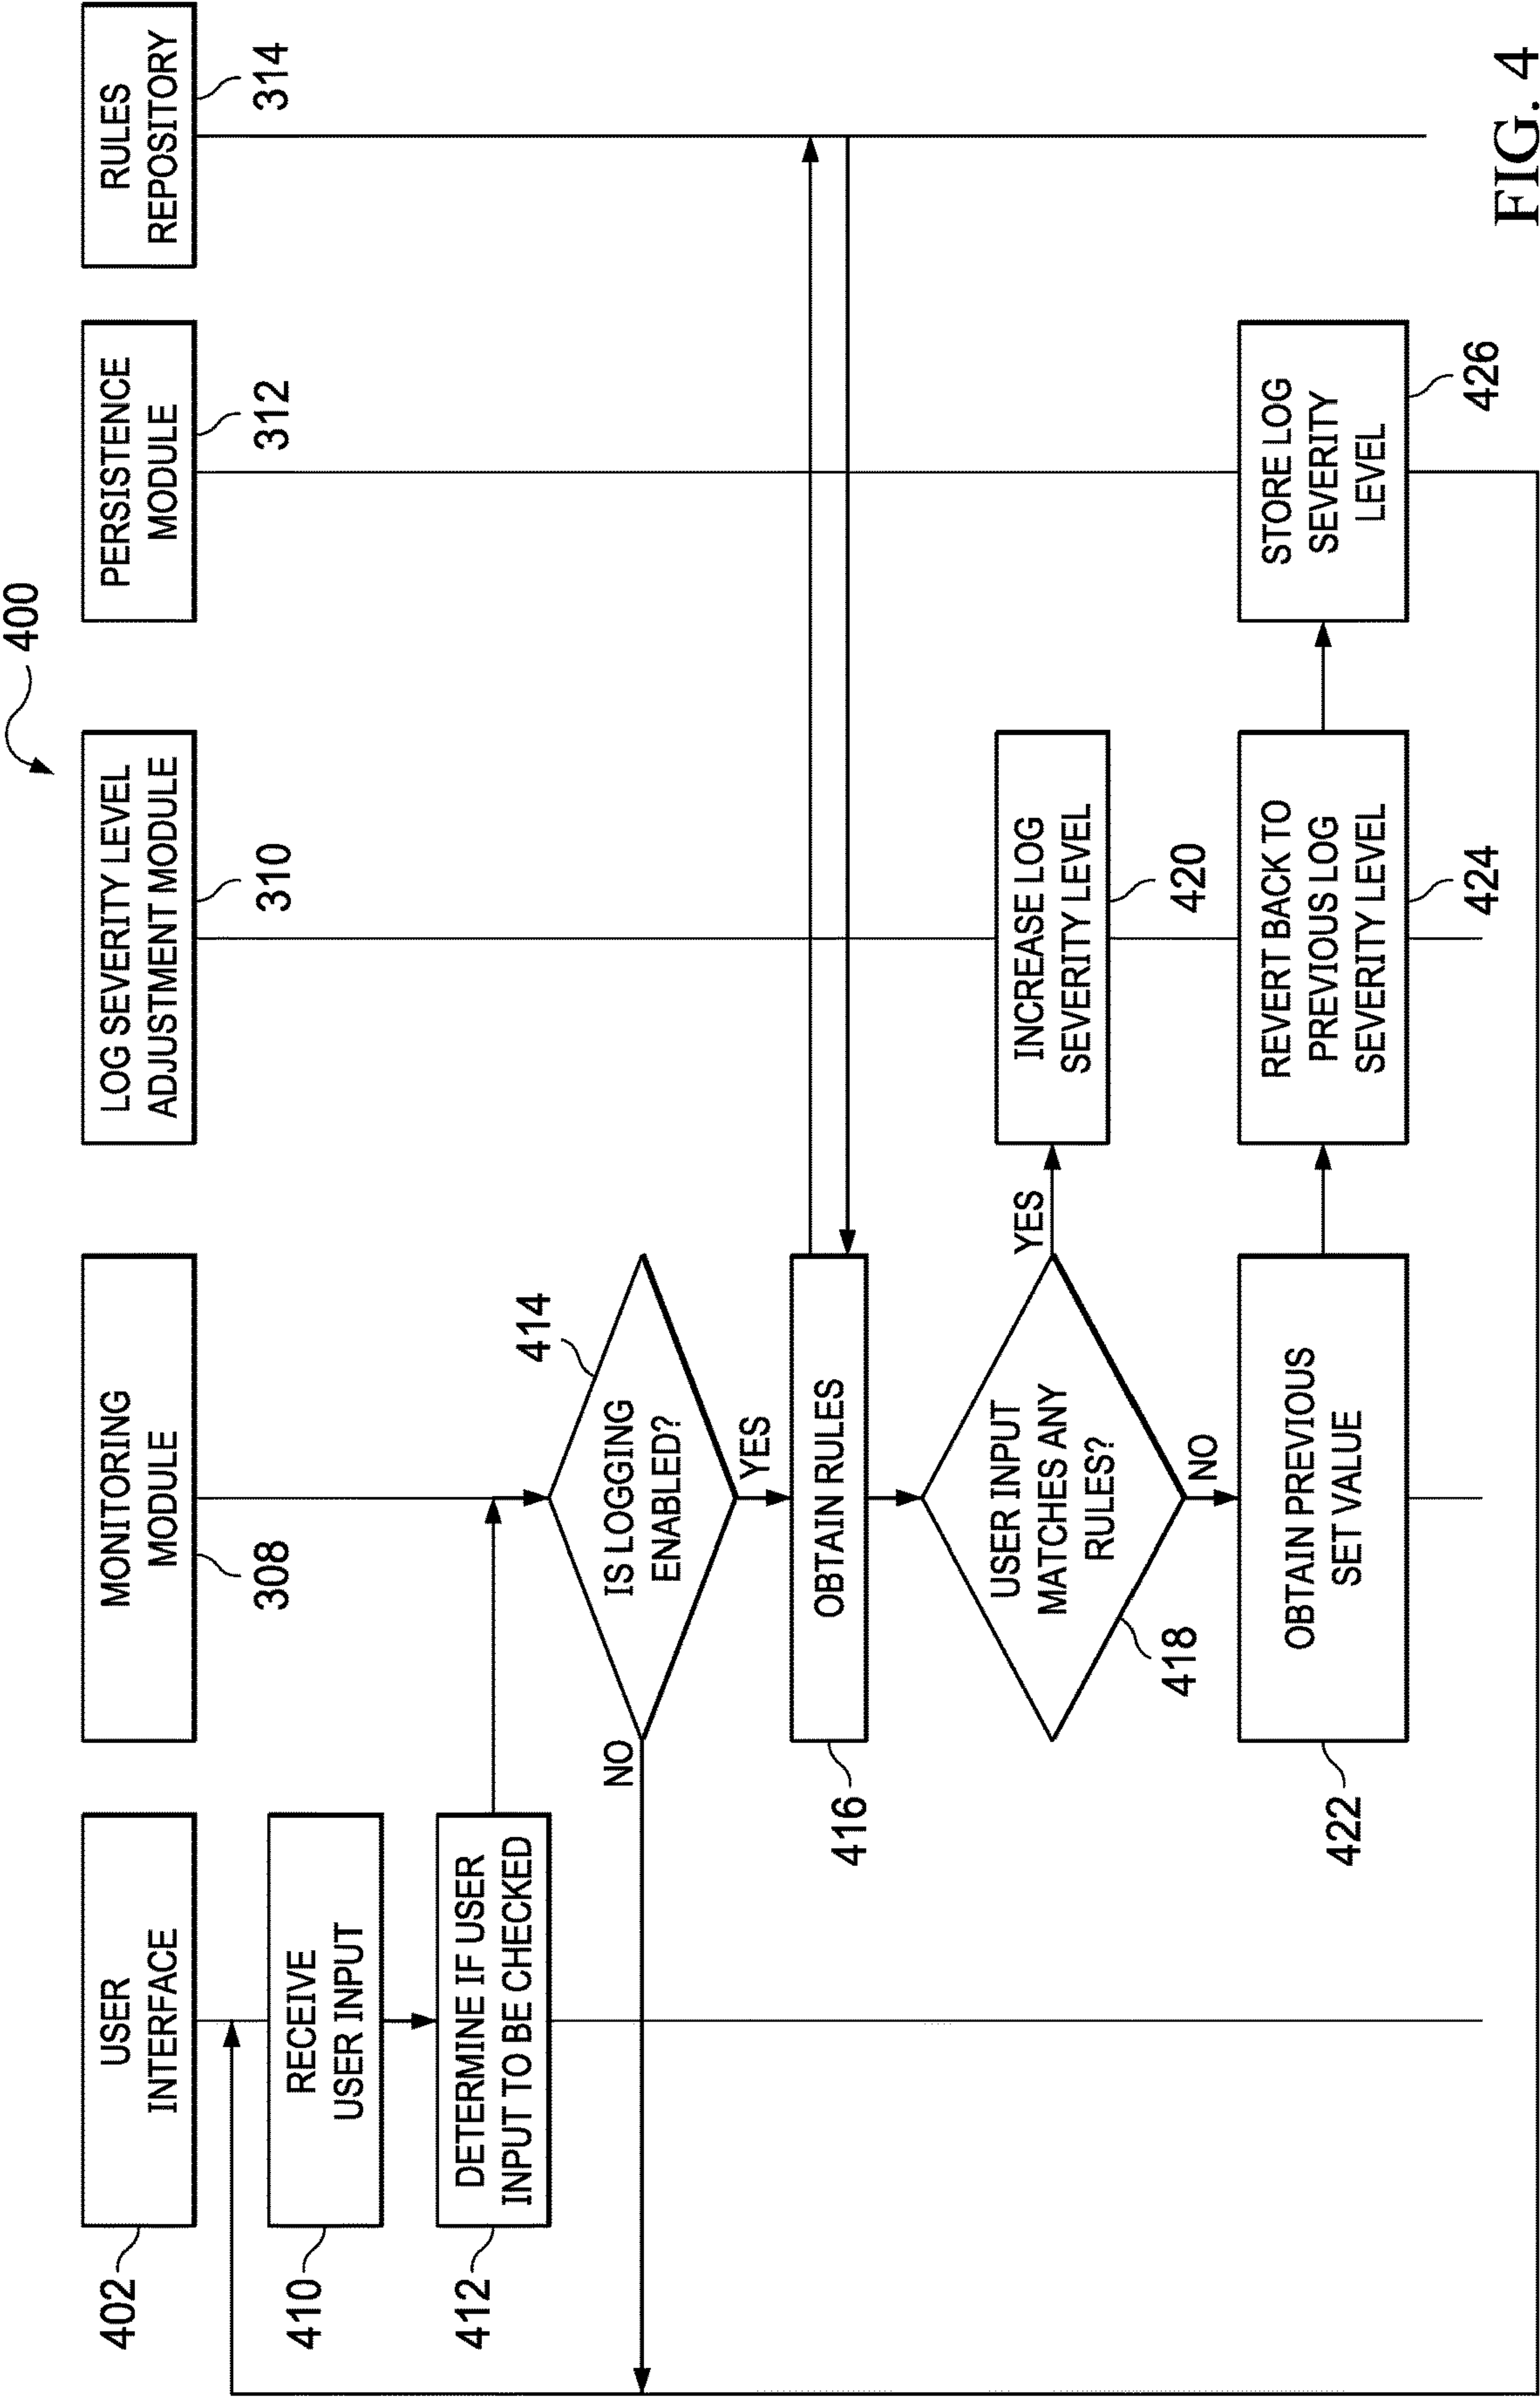 400
USER
INTERFACE
402
MONITORING
MODULE
308
LOG SEVERITY LEVEL
ADJUSTMENT MODULE
310
PERSISTENCE
MODULE
312
RULES
REPOSITORY
314
RECEIVE
USER INPUT
410
DETERMINE IF USER
INPUT TO BE CHECKED
412
IS LOGGING
ENABLED?
414
NO
YES
OBTAIN RULES
416
USER INPUT
MATCHES ANY
RULES?
418
YES
NO
INCREASE LOG
SEVERITY LEVEL
420
OBTAIN PREVIOUS
SET VALUE
422
REVERT BACK TO
PREVIOUS LOG
SEVERITY LEVEL
424
STORE LOG
SEVERITY
LEVEL
426
FIG. 4